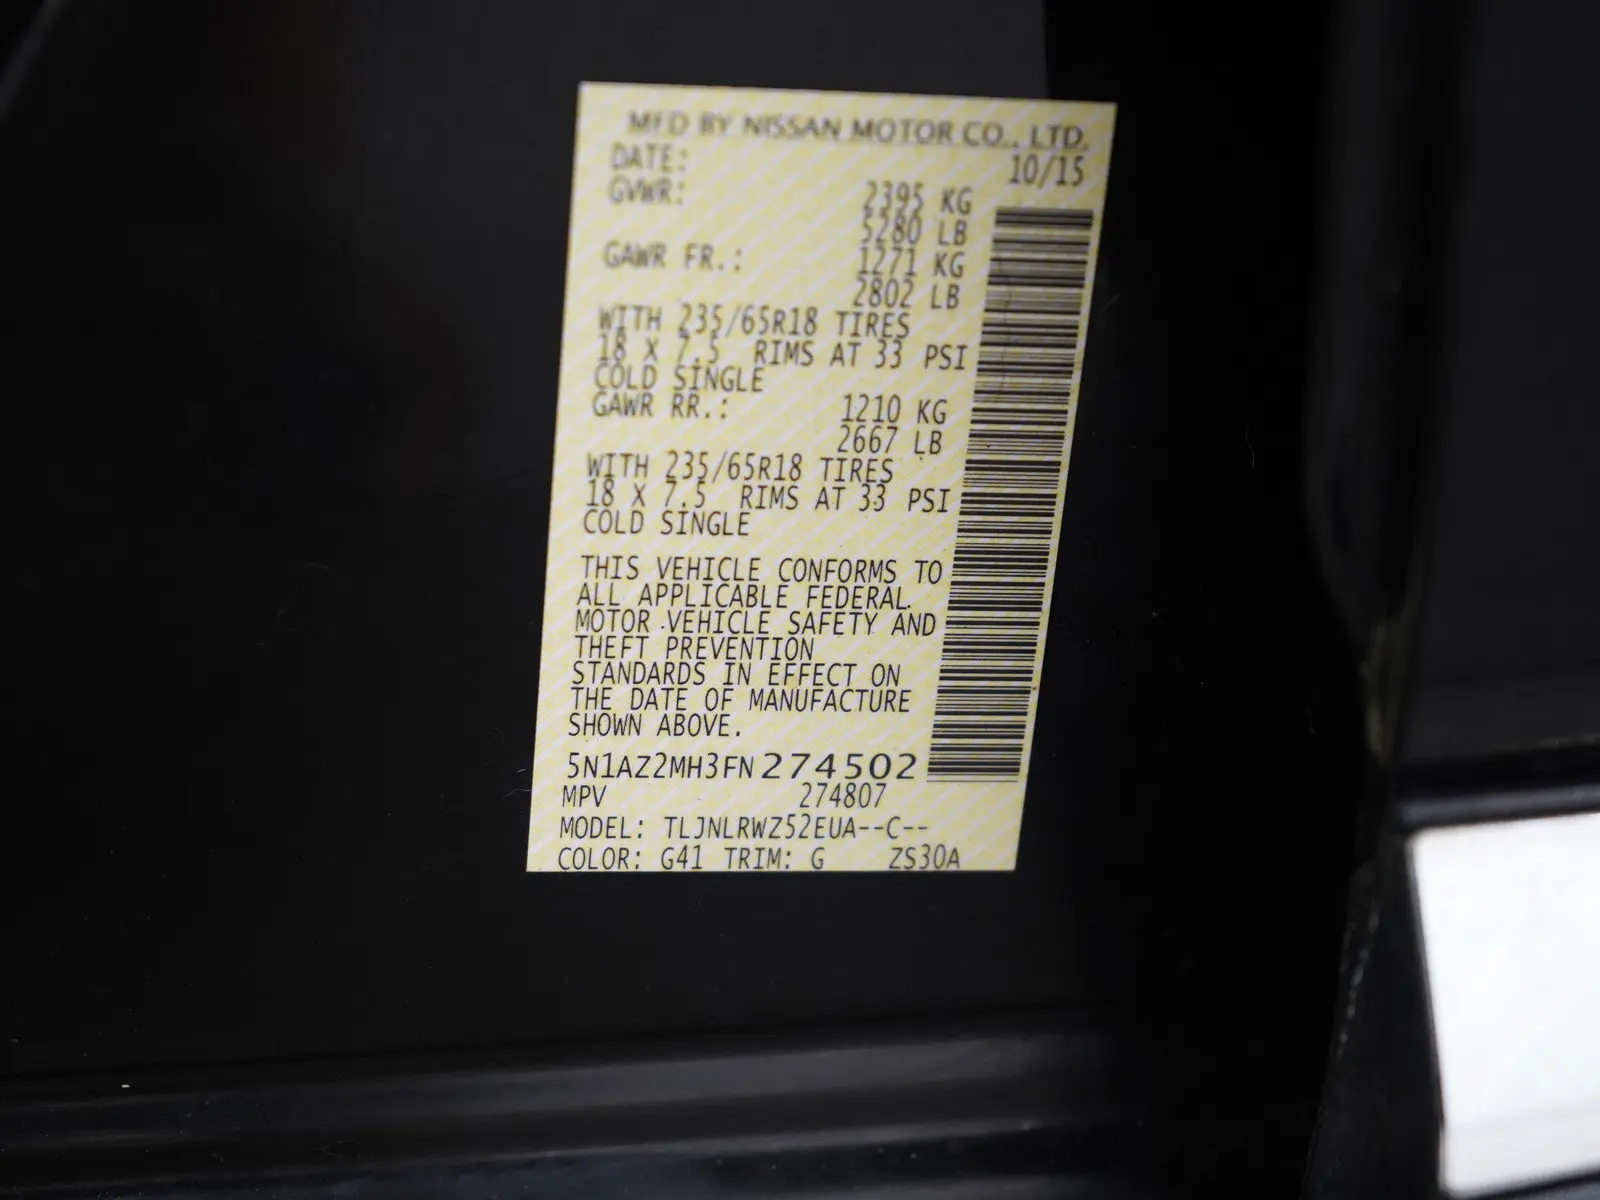 MFD BY NISSAN MOTOR CO., LTD.
DATE: 10/15
GVWR: 2395 KG
5280 LB
GAWR FR.: 1271 KG
2802 LB
WITH 235/65R18 TIRES
18 X 7.5 RIMS AT 33 PSI
COLD SINGLE
GAWR RR.: 1210 KG
2667 LB
WITH 235/65R18 TIRES
18 X 7.5 RIMS AT 33 PSI
COLD SINGLE
THIS VEHICLE CONFORMS TO
ALL APPLICABLE FEDERAL
MOTOR VEHICLE SAFETY AND
THEFT PREVENTION
STANDARDS IN EFFECT ON
THE DATE OF MANUFACTURE
SHOWN ABOVE.
5N1AZ2MH3FN274502
MPV 274807
MODEL: TLJNLRWZ52EUA--C--
COLOR: G41 TRIM: G ZS30A